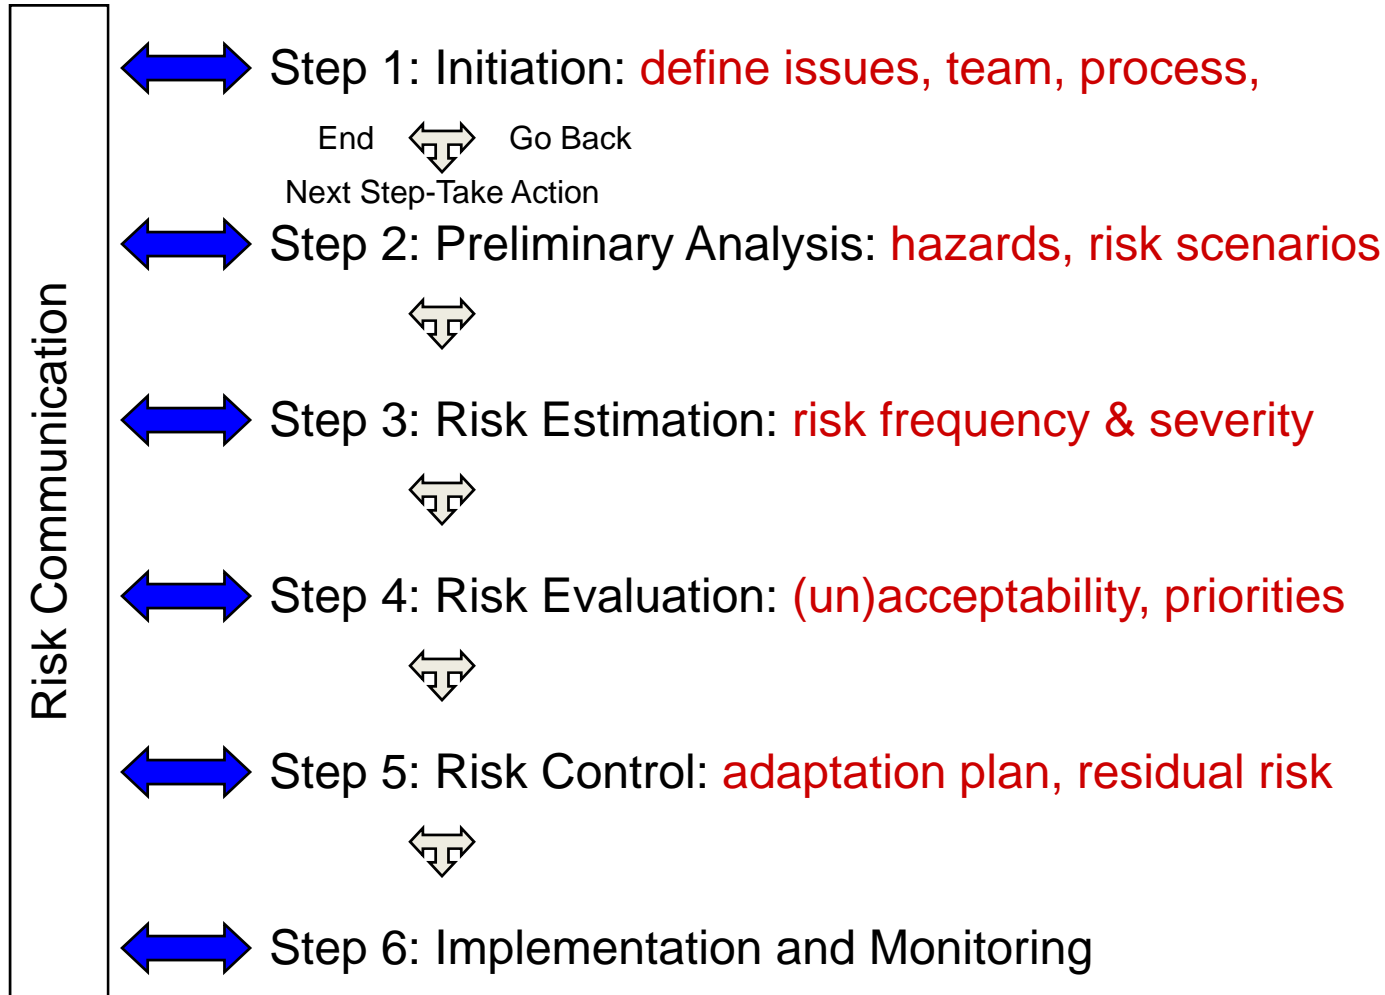 Risk Communication
Step 1: Initiation: define issues, team, process,
End Go Back
Next Step-Take Action
Step 2: Preliminary Analysis: hazards, risk scenarios
Step 3: Risk Estimation: risk frequency & severity
Step 4: Risk Evaluation: (un)acceptability, priorities
Step 5: Risk Control: adaptation plan, residual risk
Step 6: Implementation and Monitoring